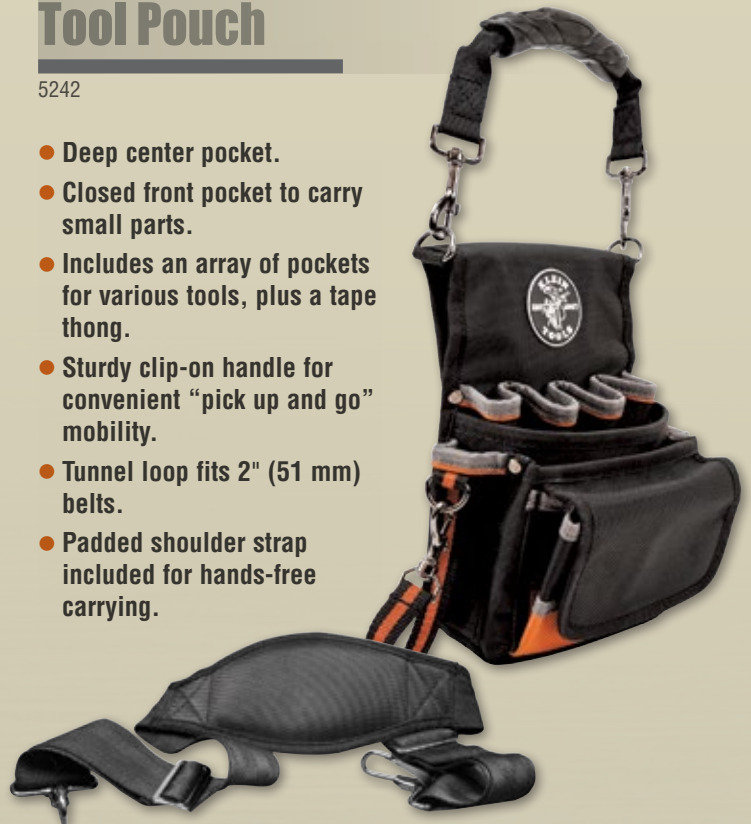 Tool Pouch
5242
● Deep center pocket.
● Closed front pocket to carry
small parts.
● Includes an array of pockets
for various tools, plus a tape
thong.
● Sturdy clip-on handle for
convenient “pick up and go”
mobility.
● Tunnel loop fits 2" (51 mm)
belts.
● Padded shoulder strap
included for hands-free
carrying.
KLEIN
TOOLS